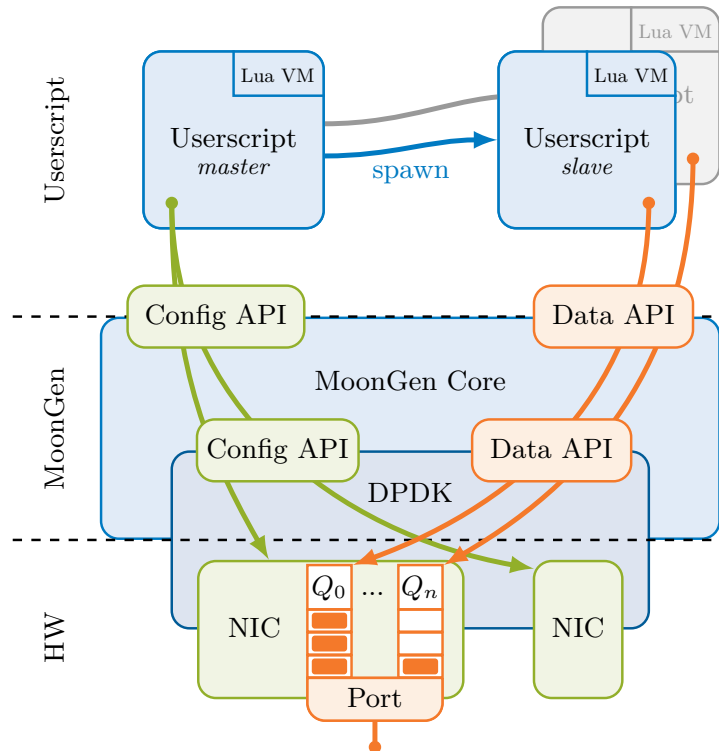 Lua VM
Lua VM
Lua VM
Userscript
master
Userscript
slave
pt
spawn
Userscript
Config API
Data API
MoonGen Core
MoonGen
Config API
Data API
DPDK
HW
NIC
Q0
...
Qn
NIC
Port